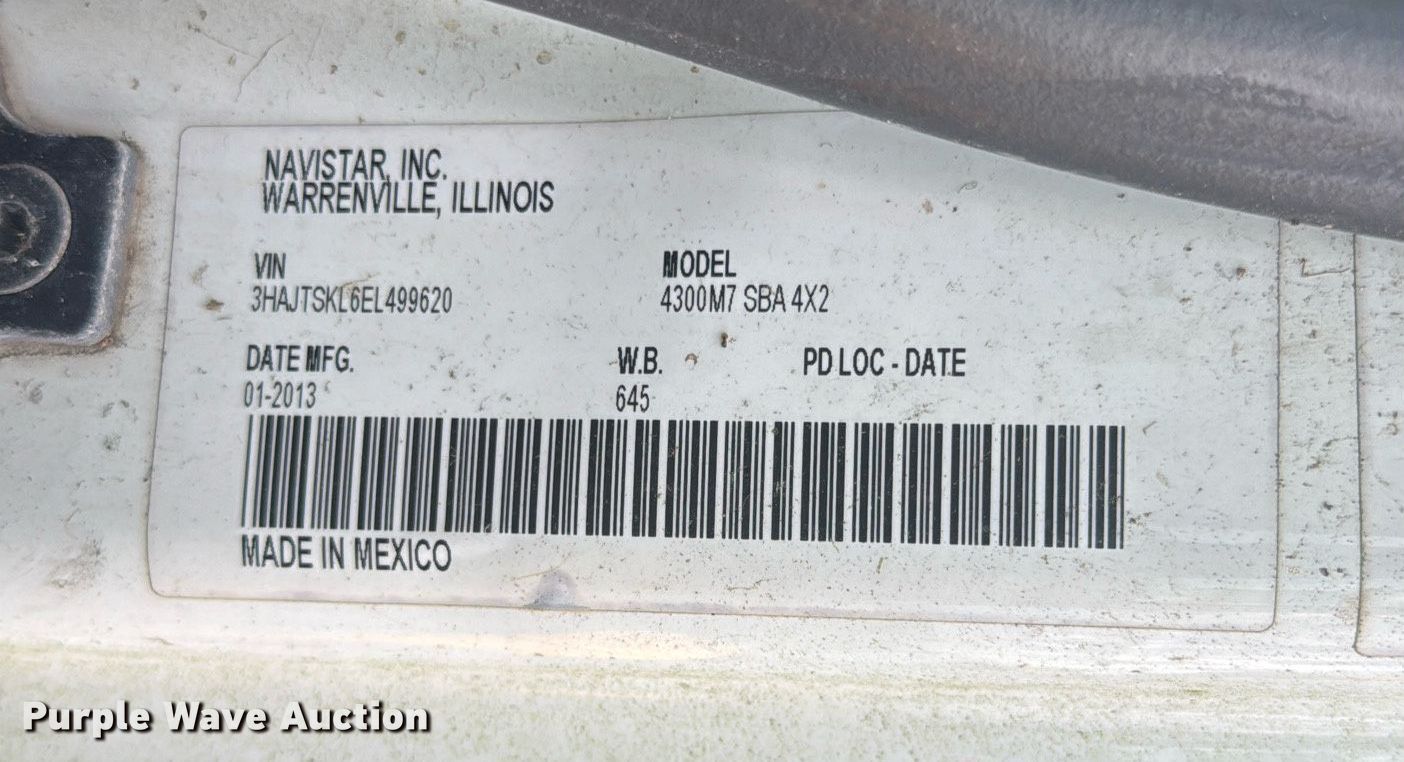 NAVISTAR, INC.
WARRENVILLE, ILLINOIS
VIN MODEL
3HAJTSKL6EL499620 4300M7 SBA 4X2
DATE MFG. W.B. PD LOC - DATE
01-2013 645
MADE IN MEXICO
Purple Wave Auction